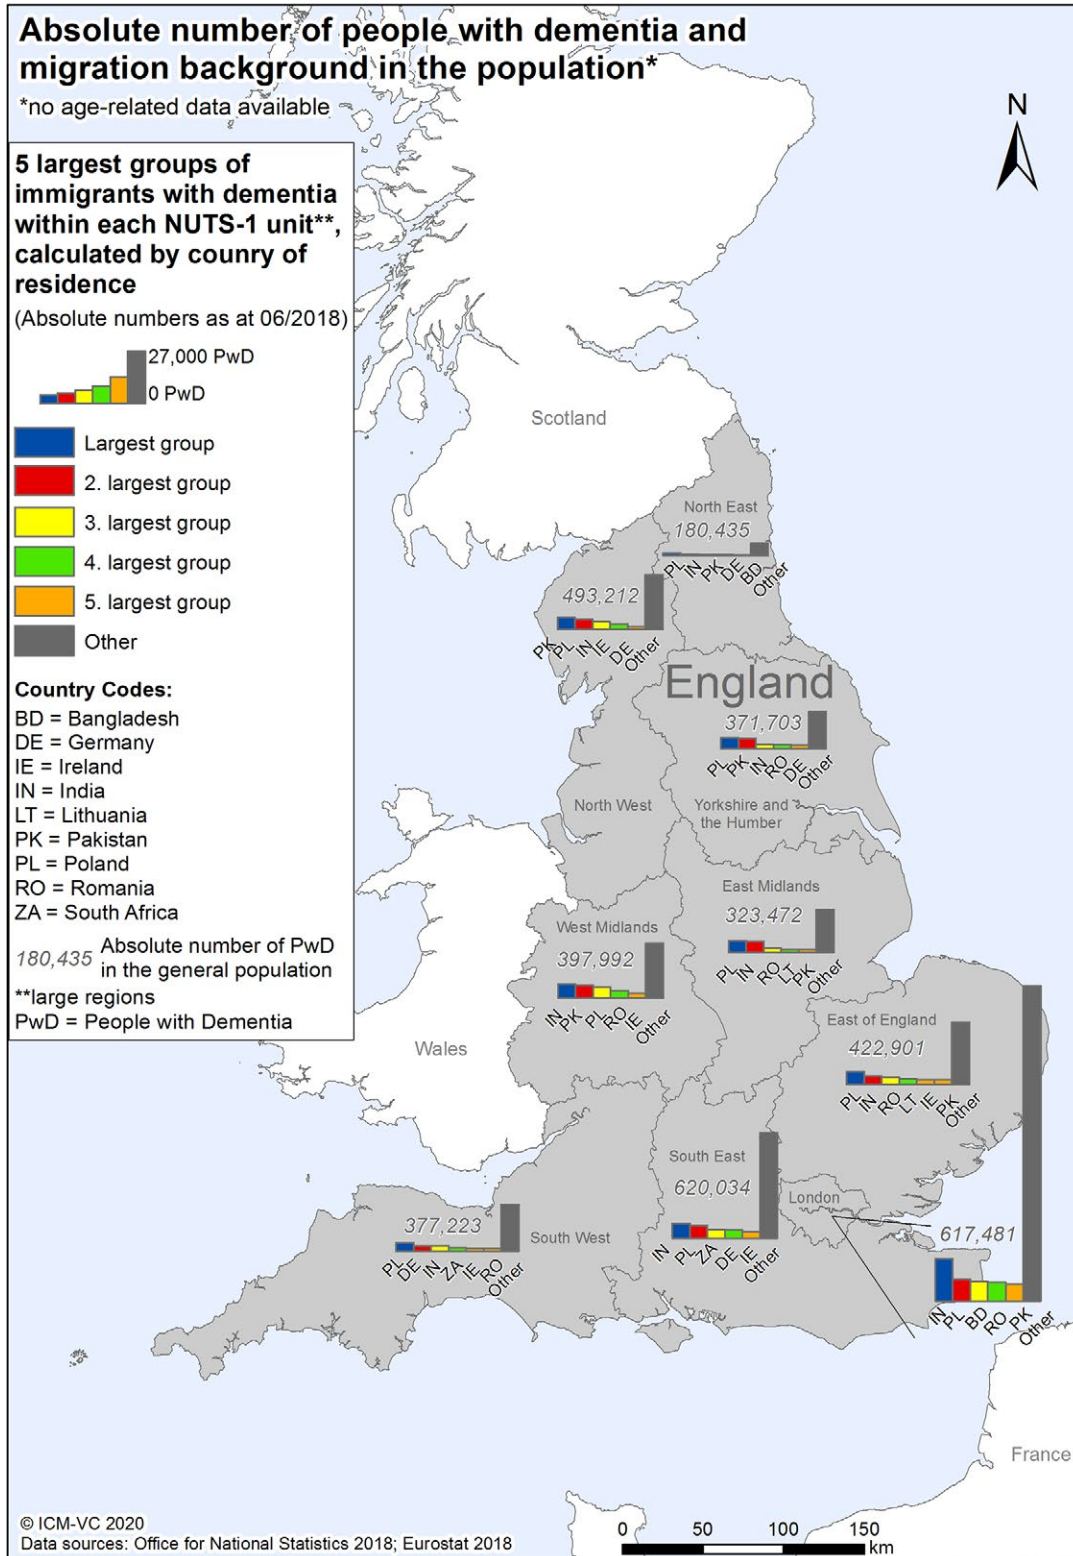 Absolute number of people with dementia and
migration background in the population*
*no age-related data available
N
5 largest groups of
immigrants with dementia
within each NUTS-1 unit**,
calculated by counry of
residence
(Absolute numbers as at 06/2018)
27,000 PwD
0 PwD
Largest group
2. largest group
3. largest group
4. largest group
5. largest group
Other
Country Codes:
BD = Bangladesh
DE = Germany
IE = Ireland
IN = India
LT = Lithuania
PK = Pakistan
PL = Poland
RO = Romania
ZA = South Africa
180,435 Absolute number of PwD
in the general population
**large regions
PwD = People with Dementia
Scotland
North East
180,435
PL IN PK DE BD Other
493,212
PK PL IN IE DE Other
England
371,703
PL PK IN RO DE Other
North West
Yorkshire and
the Humber
East Midlands
323,472
PL IN RO LT PK Other
West Midlands
397,992
IN PK PL RO IE Other
East of England
422,901
PL IN RO LT IE PK Other
Wales
South East
620,034
IN PL ZA DE IE Other
London
617,481
IN PL BD RO PK Other
377,223
PL DE IN ZA IE RO Other
South West
France
© ICM-VC 2020
Data sources: Office for National Statistics 2018; Eurostat 2018
0 50 100 150
km